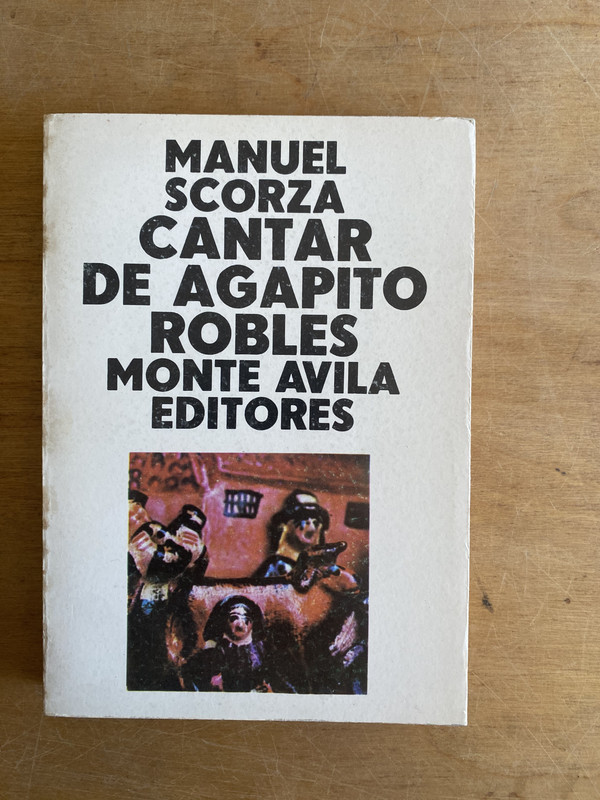 MANUEL
SCORZA
CANTAR
DE AGAPITO
ROBLES
MONTE AVILA
EDITORES